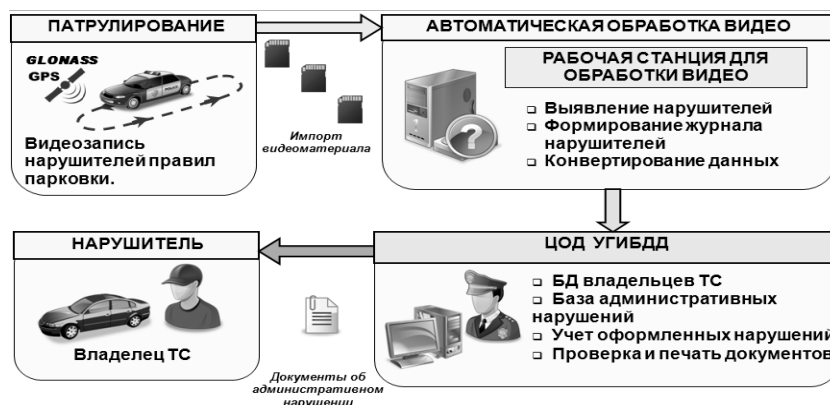 ПАТРУЛИРОВАНИЕ
GLONASS
GPS
POLICE
Видеозапись
нарушителей правил
парковки.
Импорт
видеоматериала
АВТОМАТИЧЕСКАЯ ОБРАБОТКА ВИДЕО
РАБОЧАЯ СТАНЦИЯ ДЛЯ
ОБРАБОТКИ ВИДЕО
?
Выявление нарушителей
Формирование журнала
нарушителей
Конвертирование данных
ЦОД УГИБДД
БД владельцев ТС
База административных
нарушений
Учет оформленных нарушений
Проверка и печать документов
Документы об
административном
нарушении
НАРУШИТЕЛЬ
Владелец ТС